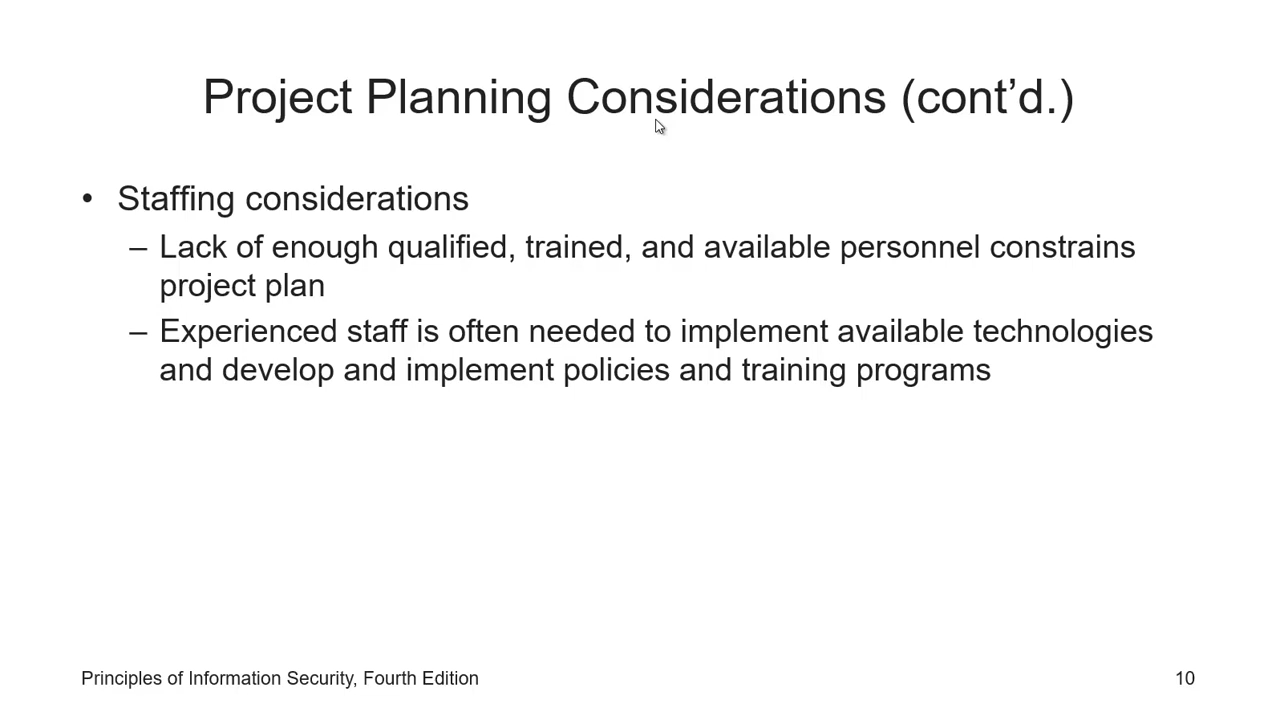 Project Planning Considerations (cont’d.)
• Staffing considerations
– Lack of enough qualified, trained, and available personnel constrains
project plan
– Experienced staff is often needed to implement available technologies
and develop and implement policies and training programs
Principles of Information Security, Fourth Edition
10